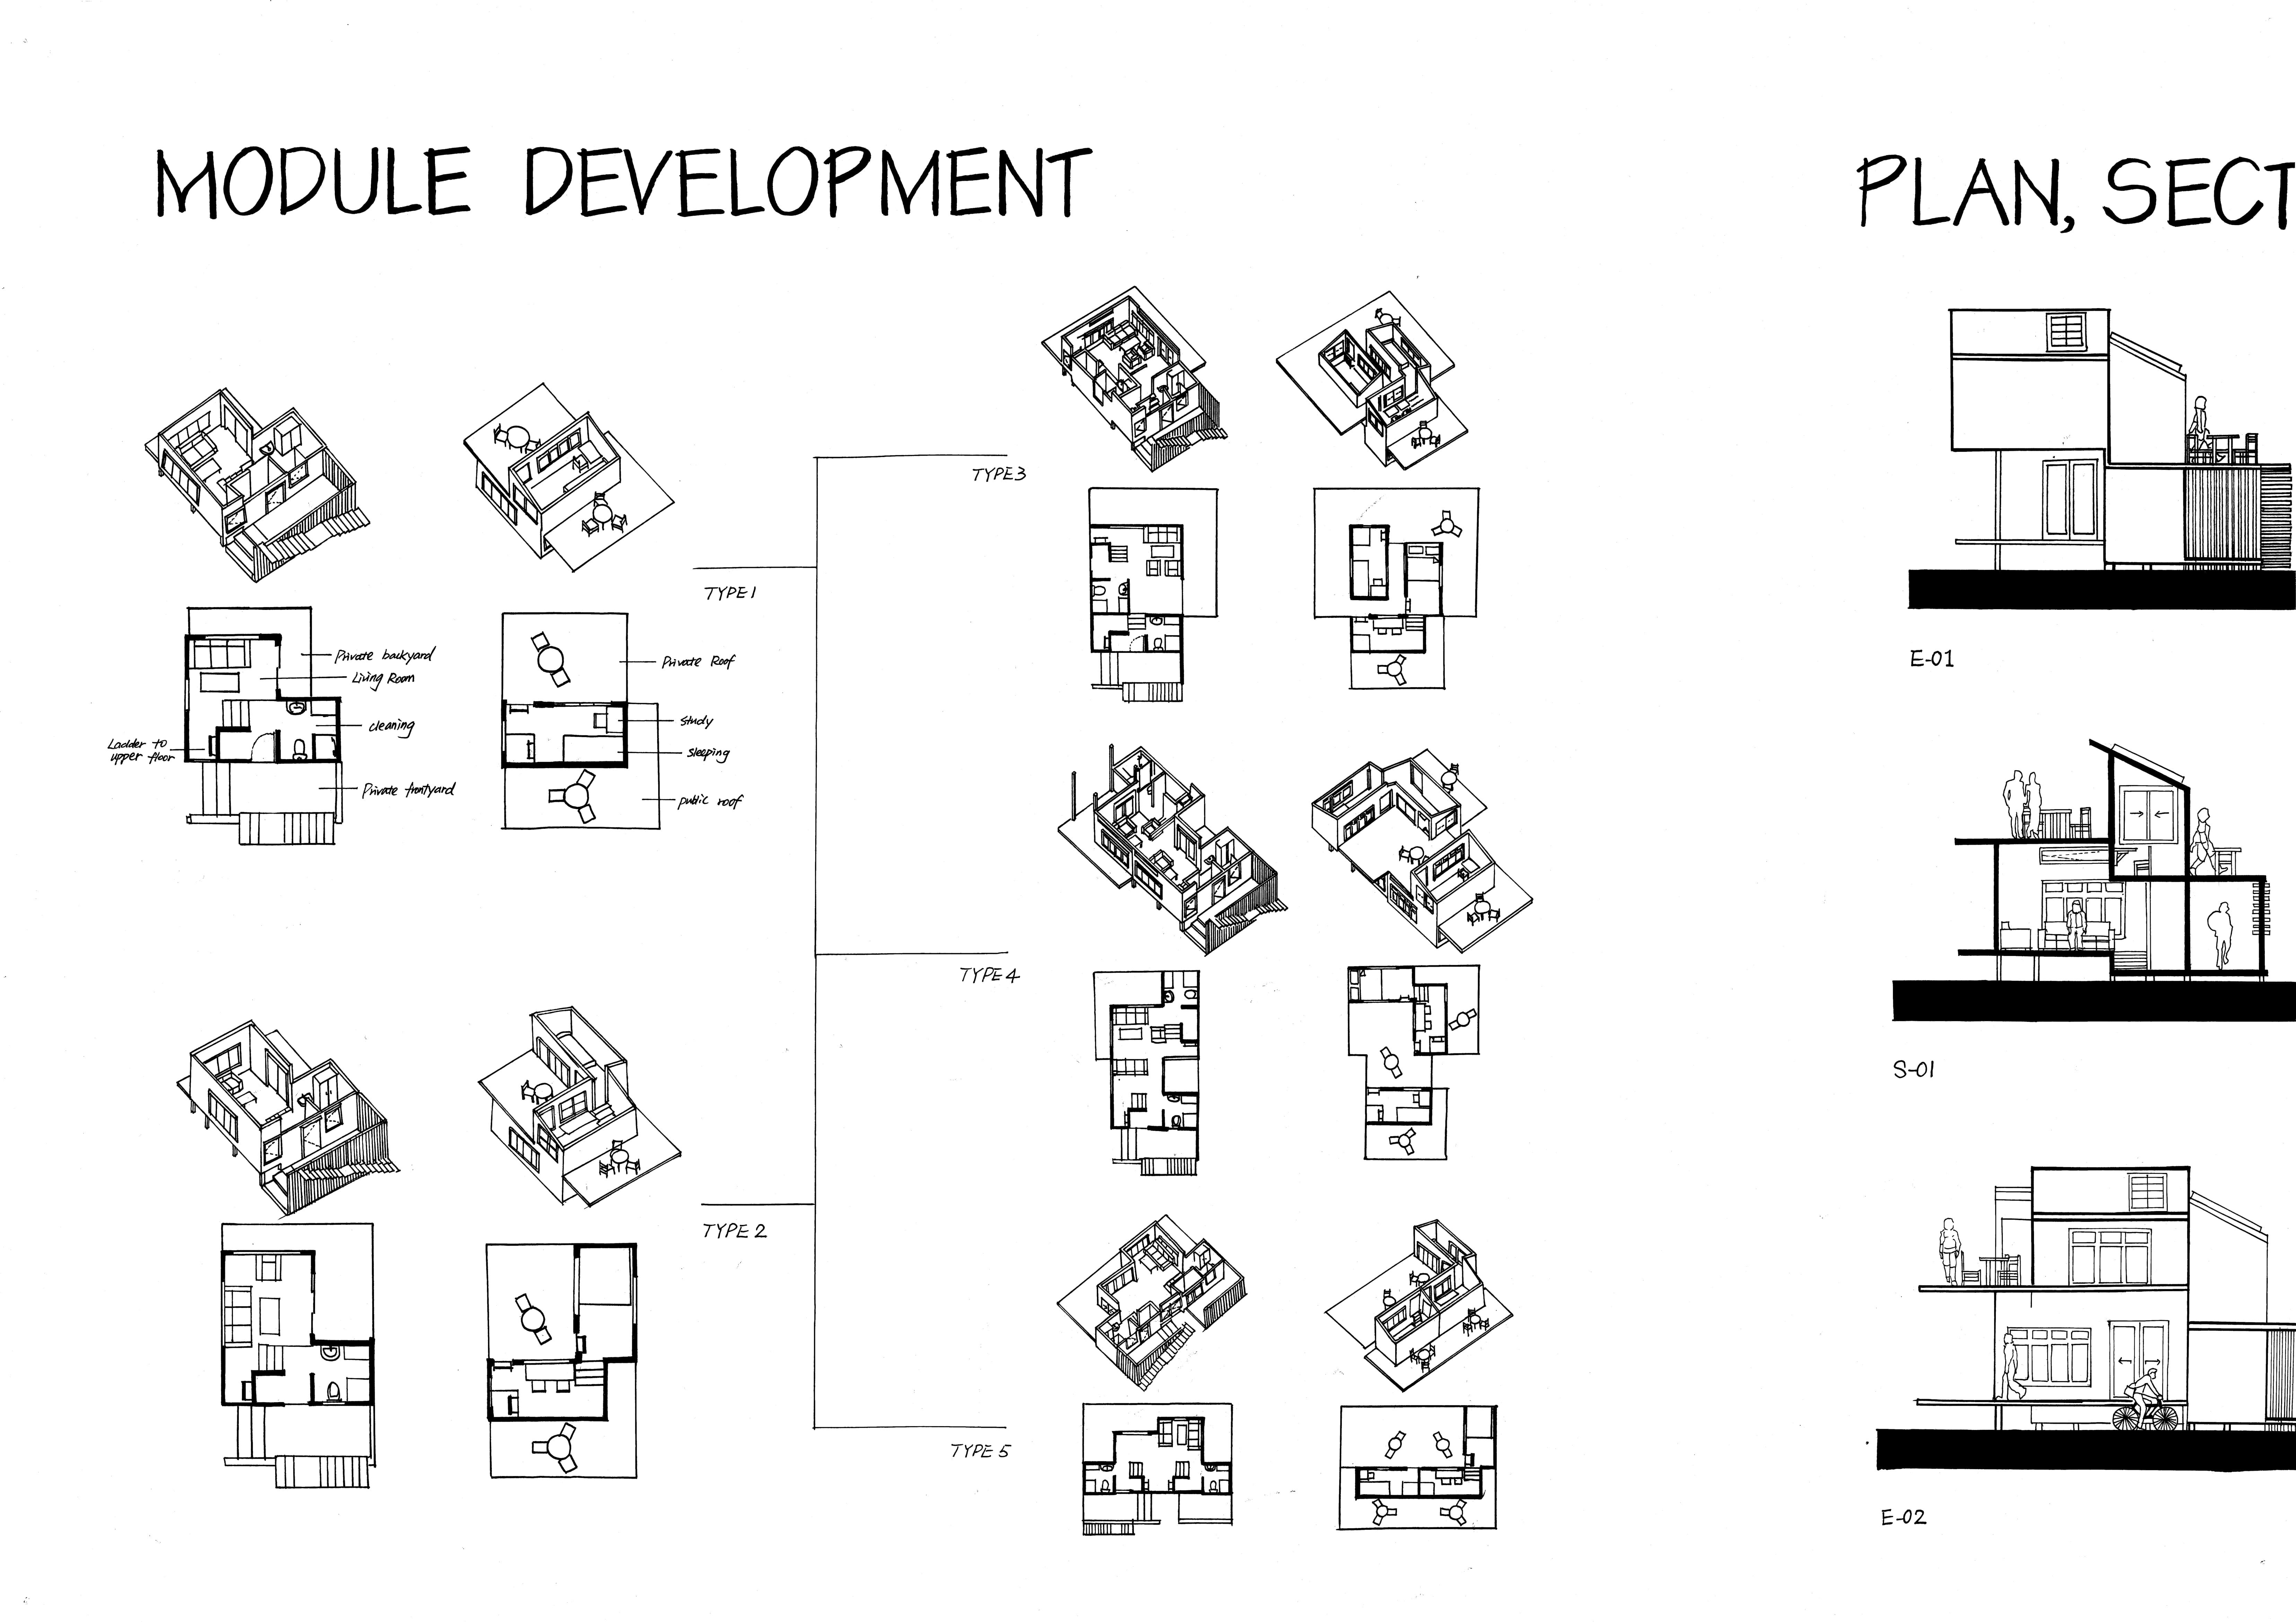 MODULE DEVELOPMENT
PLAN, SECT
TYPE 1
Private backyard
Living Room
cleaning
Ladder to
upper floor
Private frontyard
Private Roof
study
sleeping
public roof
TYPE 2
TYPE 3
TYPE 4
TYPE 5
E-01
S-01
E-02